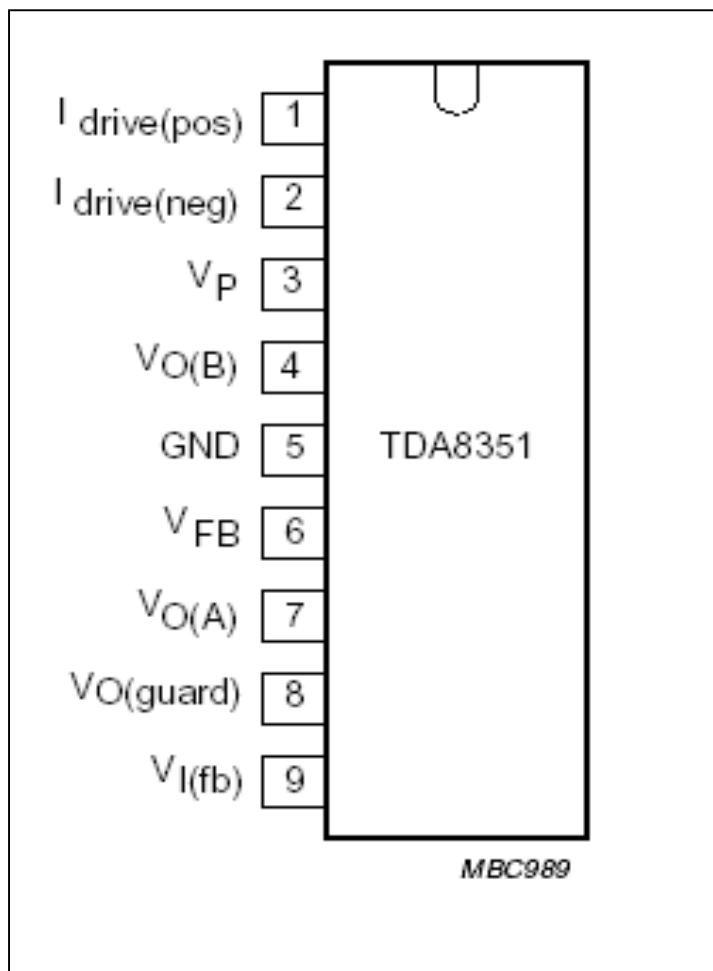 I drive(pos) 1
I drive(neg) 2
VP 3
VO(B) 4
GND 5
TDA8351
VFB 6
VO(A) 7
VO(guard) 8
VI(fb) 9
MBC989